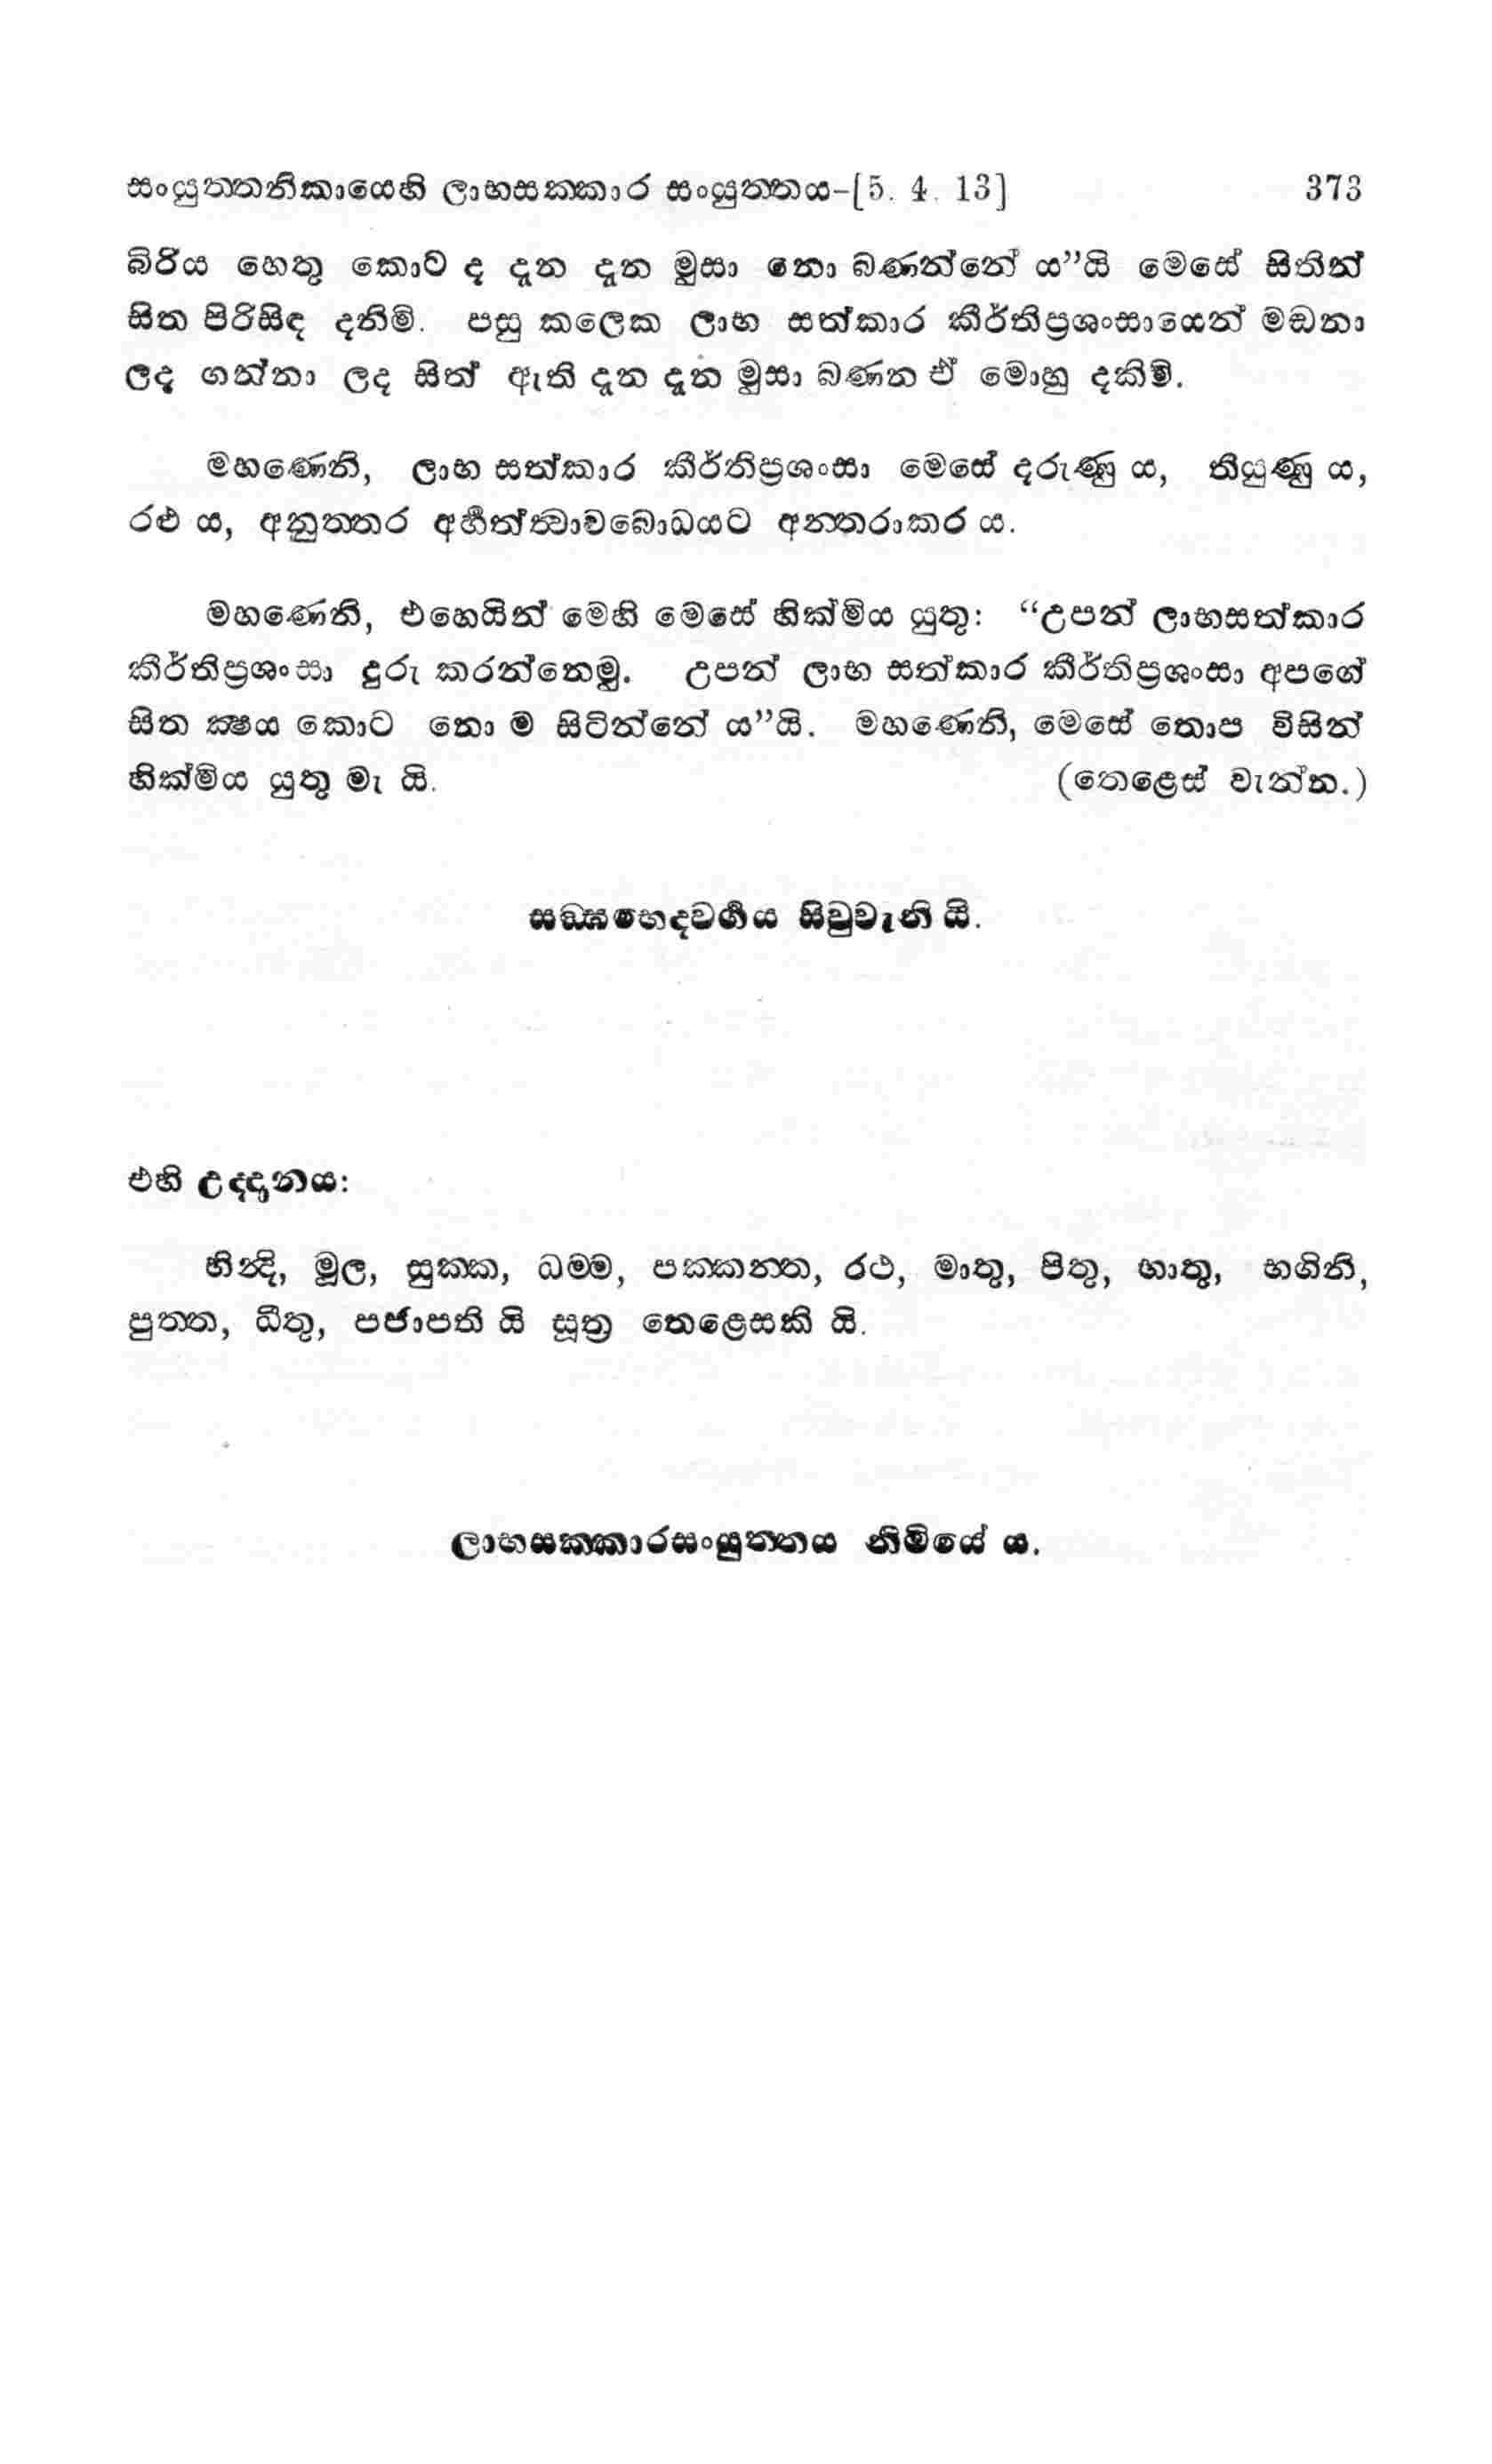 සංයුත්තනිකායෙහි ලාභසක්කාර සංයුත්තය-[5. 4. 13] 373
බිරිය හෙතු කොට ද දැන දැන මුසා නො බණන්නේ ය”යි මෙසේ සිතින්
සිත පිරිසිඳ දනිමි. පසු කලෙක ලාභ සත්කාර කීර්තිප්‍රශංසායෙන් මඩනා
ලද ගන්නා ලද සිත් ඇති දැන දැන මුසා බණන ඒ මොහු දකිමි.
මහණෙනි, ලාභ සත්කාර කීර්තිප්‍රශංසා මෙසේ දරුණු ය, තියුණු ය,
රළු ය, අනුත්තර අර්‍හත්ත්වාවබොධයට අන්තරාකර ය.
මහණෙනි, එහෙයින් මෙහි මෙසේ හික්මිය යුතු: “උපන් ලාභසත්කාර
කීර්තිප්‍රශංසා දුරු කරන්නෙමු. උපන් ලාභ සත්කාර කීර්තිප්‍රශංසා අපගේ
සිත ක්‍ෂය කොට නො ම සිටින්නේ ය”යි. මහණෙනි, මෙසේ තොප විසින්
හික්මිය යුතු මැ යි. (තෙළෙස් වැන්න.)
සඞ්ඝභෙදවර්‍ගය සිවුවැනි යි.
එහි උද්දානය:
භින්දි, මූල, සුක්ක, ධම්ම, පක්කන්ත, රථ, මාතු, පිතු, භාතු, භගිනි,
පුත්ත, ධීතු, පජාපති යි සූත්‍ර තෙළෙසකි යි.
ලාභසක්කාරසංයුත්තය නිමියේ ය.